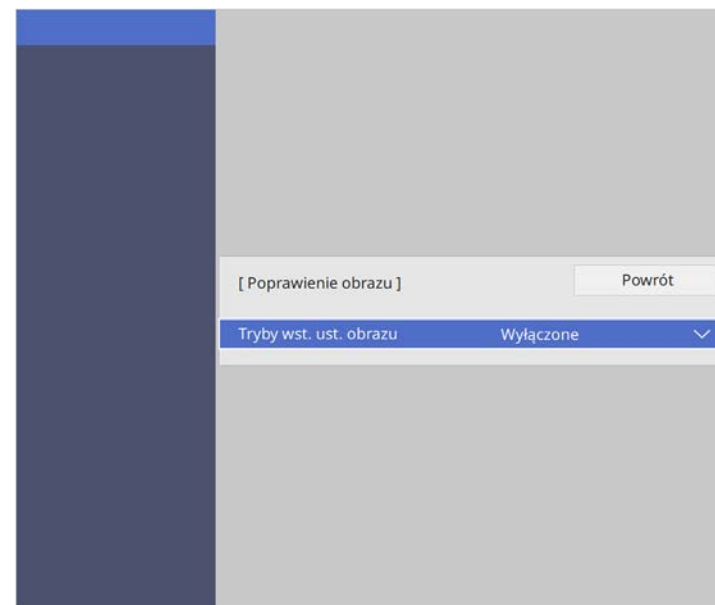 [ Poprawienie obrazu ]
Powrót
Tryby wst. ust. obrazu
Wyłączone